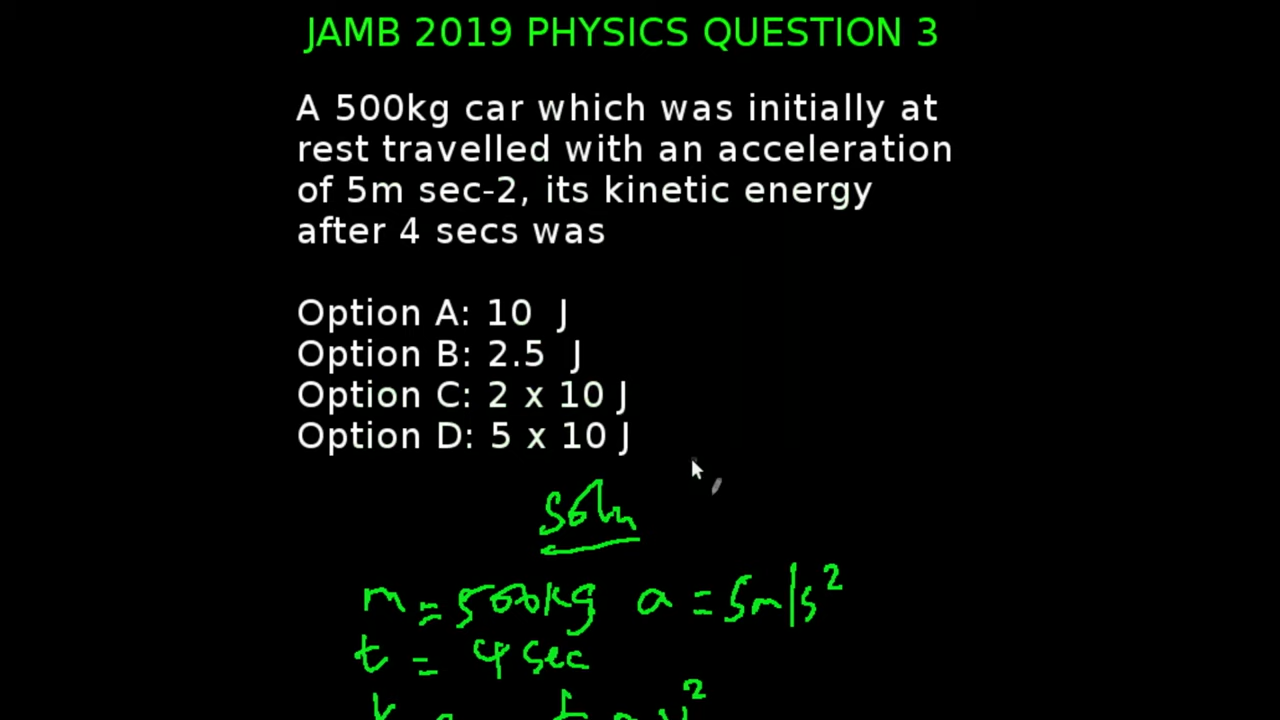 JAMB 2019 PHYSICS QUESTION 3
A 500kg car which was initially at
rest travelled with an acceleration
of 5m sec-2, its kinetic energy
after 4 secs was
Option A: 10 J
Option B: 2.5 J
Option C: 2 x 10 J
Option D: 5 x 10 J
Soln
m = 500kg a = 5m/s²
t = 4 sec